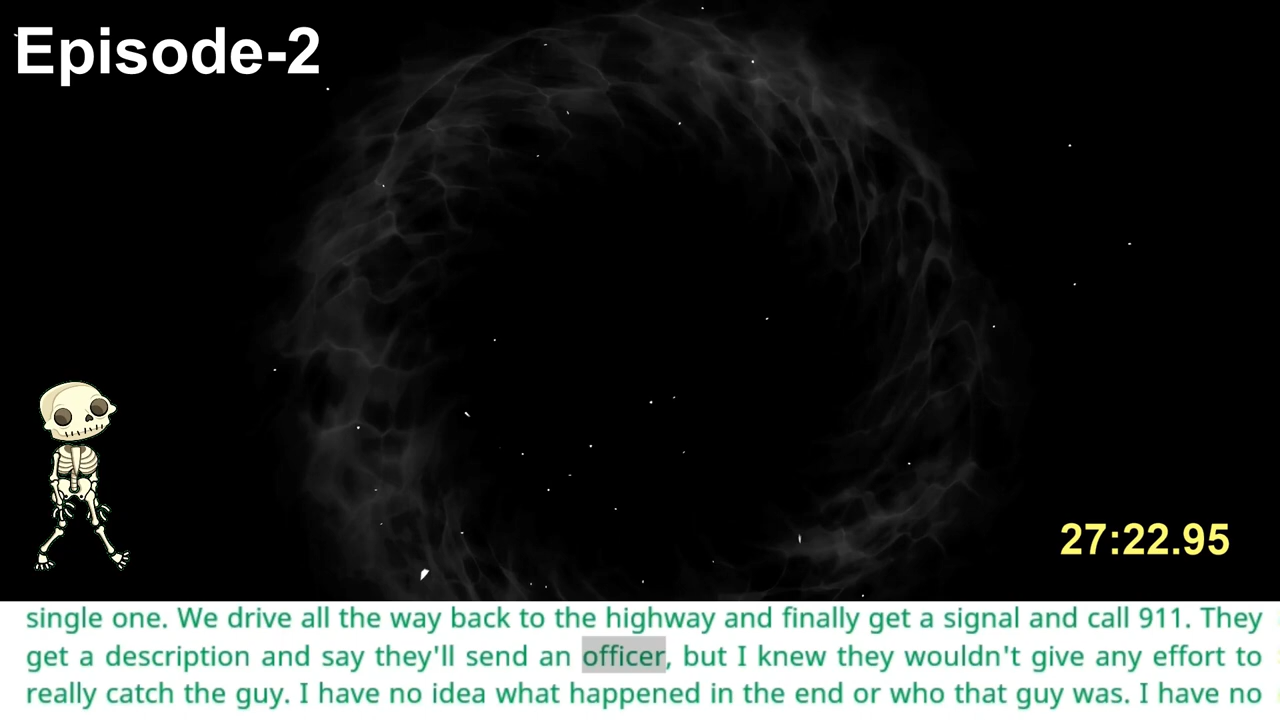 Episode-2
27:22.95
single one. We drive all the way back to the highway and finally get a signal and call 911. They
get a description and say they'll send an officer, but I knew they wouldn't give any effort to
really catch the guy. I have no idea what happened in the end or who that guy was. I have no